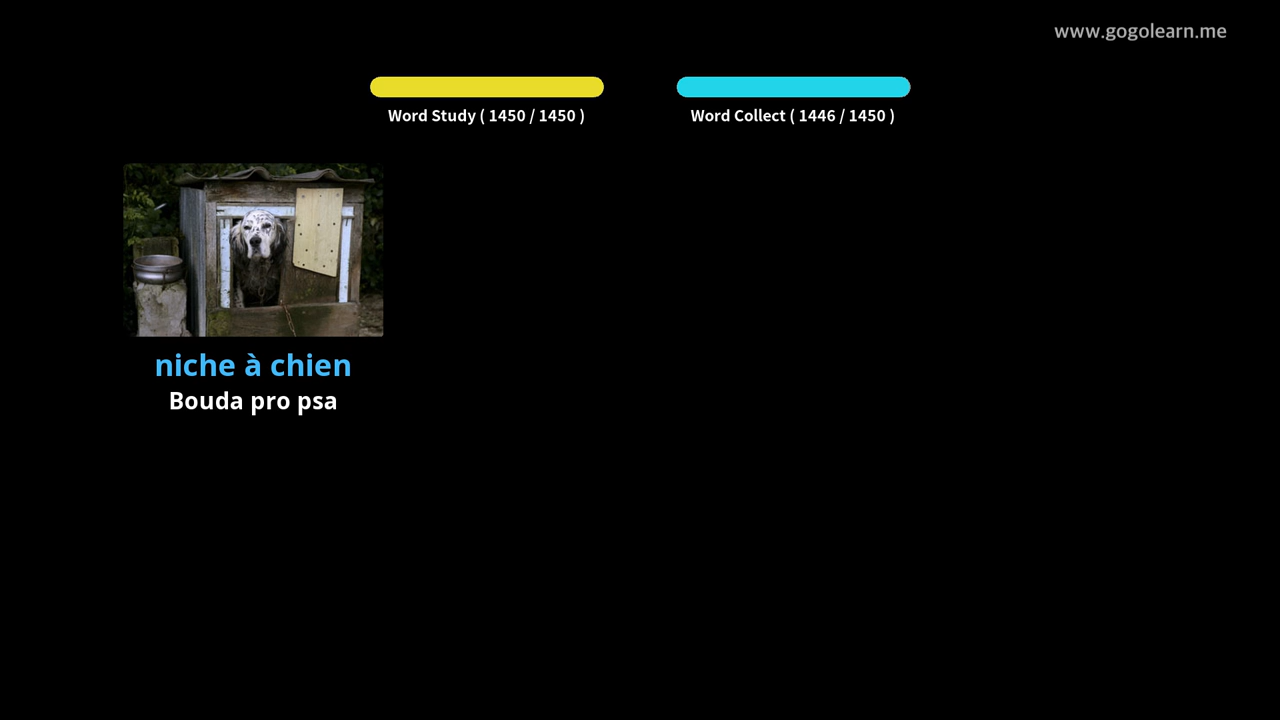 www.gogolearn.me
Word Study ( 1450 / 1450 )
Word Collect ( 1446 / 1450 )
niche à chien
Bouda pro psa